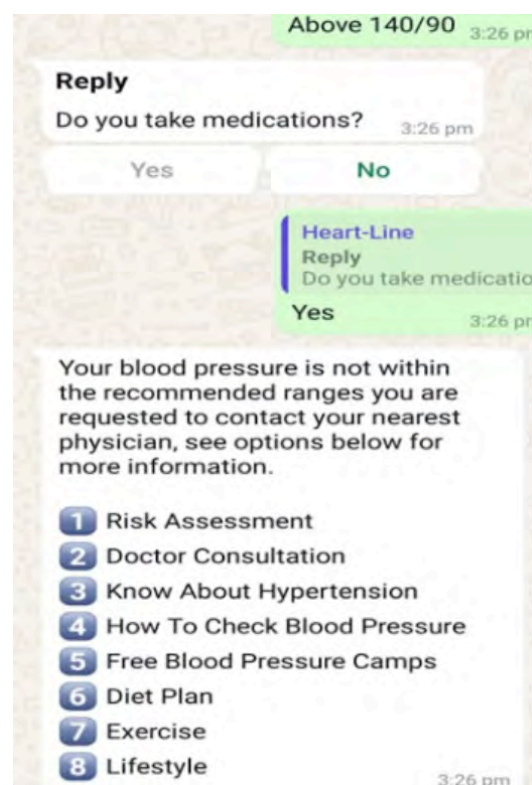 Above 140/90 3:26 pm
Reply
Do you take medications? 3:26 pm
Yes No
Heart-Line
Reply
Do you take
Yes 3:26
Your blood pressure is not within
the recommended ranges you are
requested to contact your nearest
physician, see options below for
more information.
1 Risk Assessment
2 Doctor Consultation
3 Know About Hypertension
4 How To Check Blood Pressure
5 Free Blood Pressure Camps
6 Diet Plan
7 Exercise
8 Lifestyle
3:26 pm